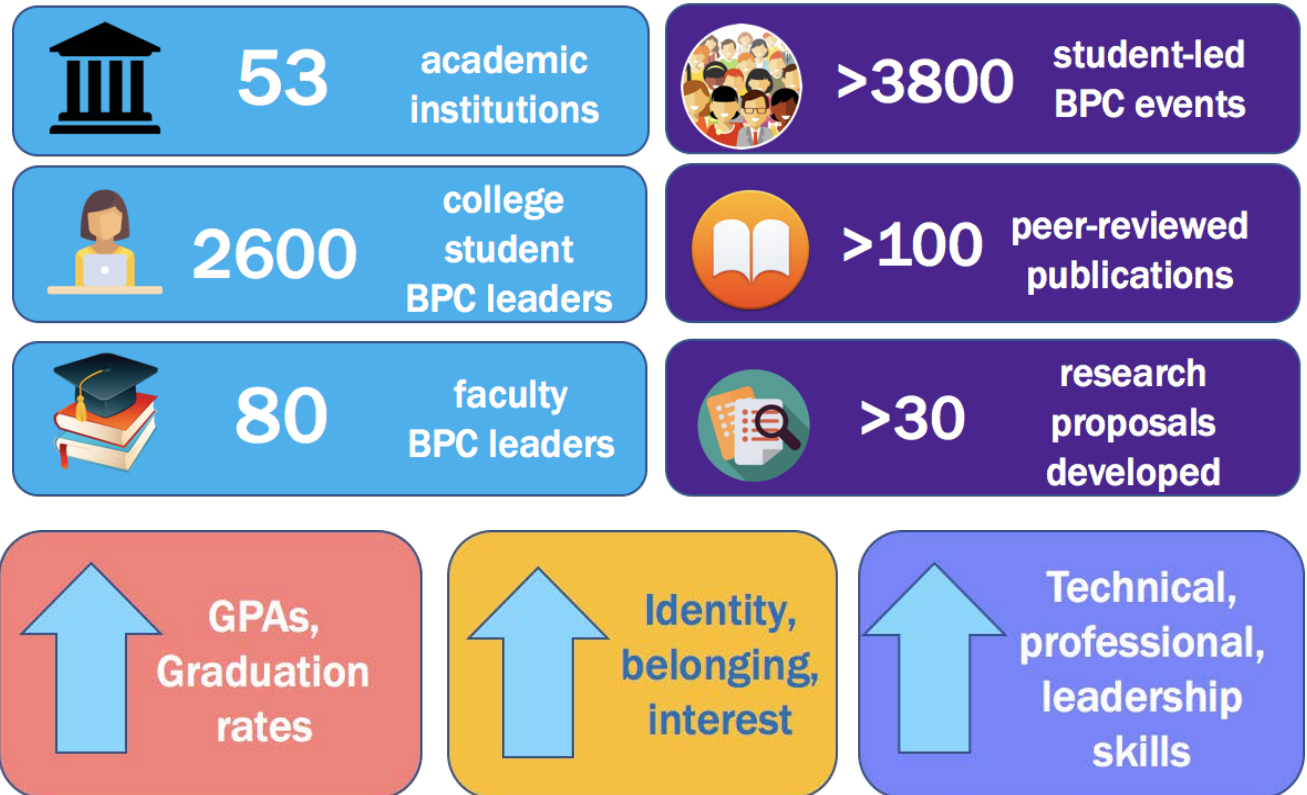 53
academic
institutions
>3800
student-led
BPC events
2600
college
student
BPC leaders
>100
peer-reviewed
publications
80
faculty
BPC leaders
>30
research
proposals
developed
GPAs,
Graduation
rates
Identity,
belonging,
interest
Technical,
professional,
leadership
skills